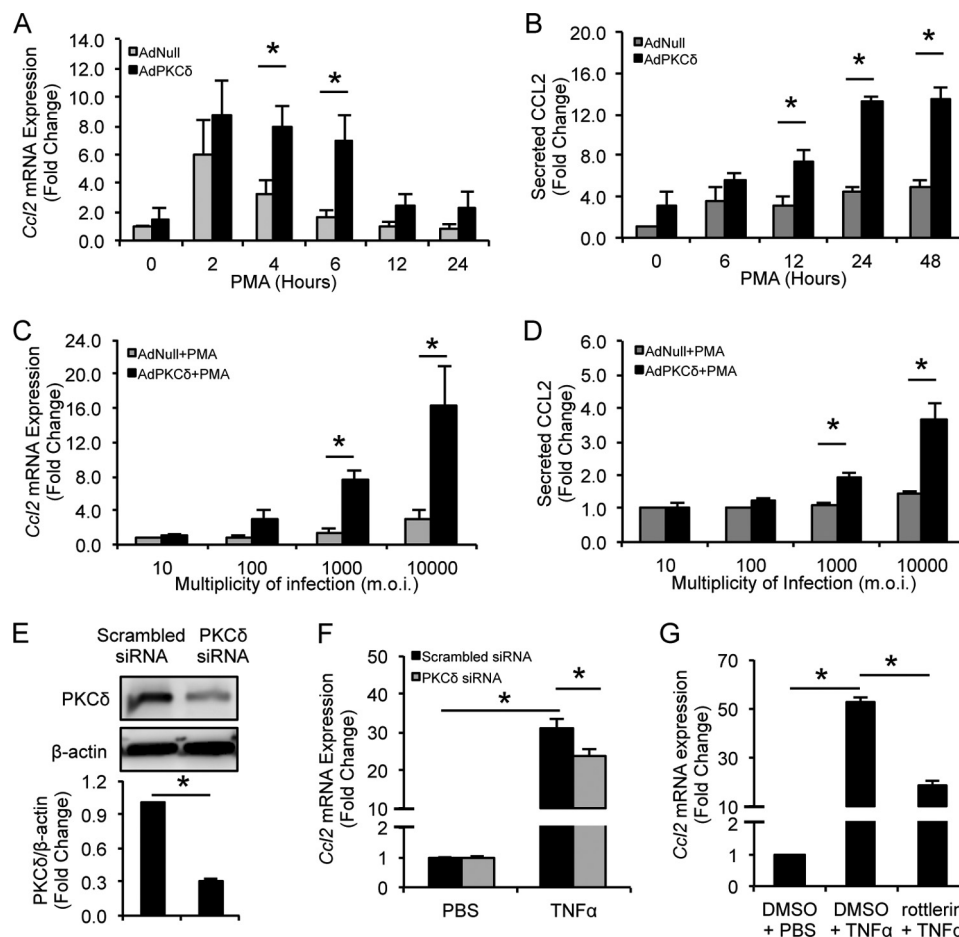 A
Ccl2 mRNA Expression
(Fold Change)
14.0
12.0
10.0
8.0
6.0
4.0
2.0
0.0
AdNull
AdPKCδ
*
*
0 2 4 6 12 24
PMA (Hours)
B
Secreted CCL2
(Fold Change)
20.0
16.0
12.0
8.0
4.0
0.0
AdNull
AdPKCδ
*
*
*
0 6 12 24 48
PMA (Hours)
C
Ccl2 mRNA Expression
(Fold Change)
24.0
20.0
16.0
12.0
8.0
4.0
0.0
AdNull+PMA
AdPKCδ+PMA
*
*
10 100 1000 10000
Multiplicity of infection (m.o.i.)
D
Secreted CCL2
(Fold Change)
6.0
5.0
4.0
3.0
2.0
1.0
0.0
AdNull+PMA
AdPKCδ+PMA
*
*
10 100 1000 10000
Multiplicity of Infection (m.o.i.)
E
Scrambled siRNA
PKCδ siRNA
PKCδ
β-actin
PKCδ/β-actin
(Fold Change)
1.2
0.9
0.6
0.3
0.0
*
F
Ccl2 mRNA Expression
(Fold Change)
50
40
30
20
10
2
1
0
Scrambled siRNA
PKCδ siRNA
*
*
PBS TNFα
G
Ccl2 mRNA expression
(Fold Change)
70
50
30
10
2
1
0
*
*
DMSO + PBS
DMSO + TNFα
rottlerin + TNFα